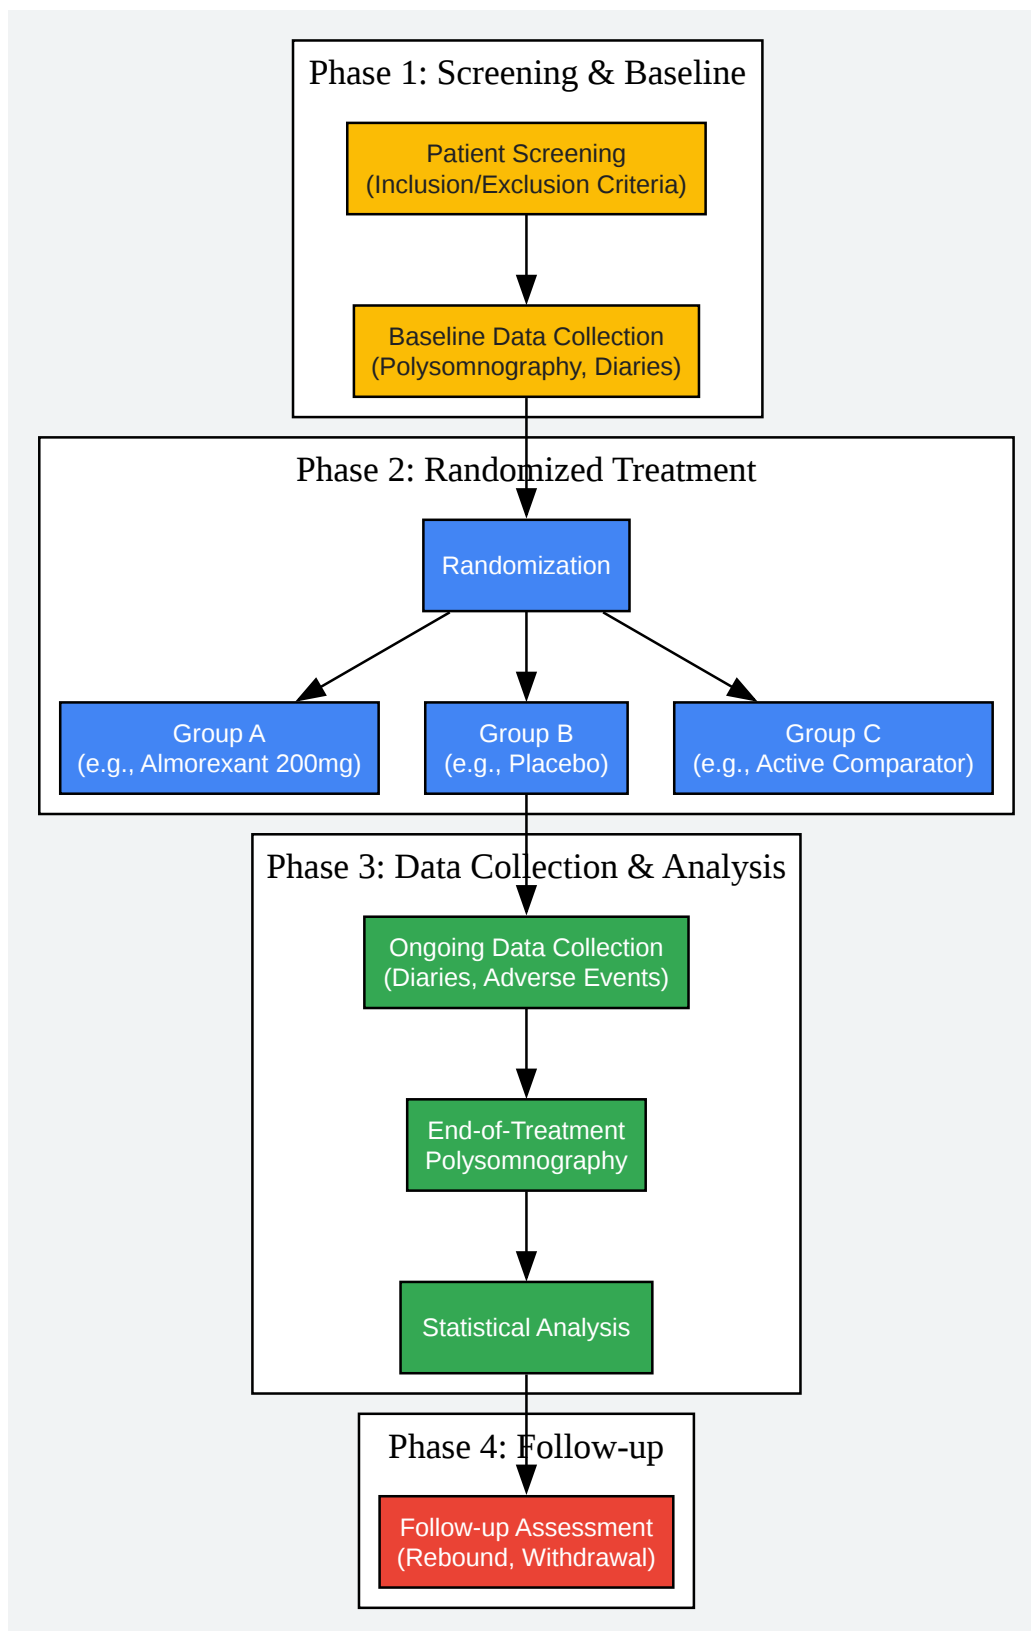 Phase 1: Screening & Baseline
Patient Screening
(Inclusion/Exclusion Criteria)
Baseline Data Collection
(Polysomnography, Diaries)
Phase 2: Randomized Treatment
Randomization
Group A
(e.g., Almorexant 200mg)
Group B
(e.g., Placebo)
Group C
(e.g., Active Comparator)
Phase 3: Data Collection & Analysis
Ongoing Data Collection
(Diaries, Adverse Events)
End-of-Treatment
Polysomnography
Statistical Analysis
Phase 4: Follow-up
Follow-up Assessment
(Rebound, Withdrawal)